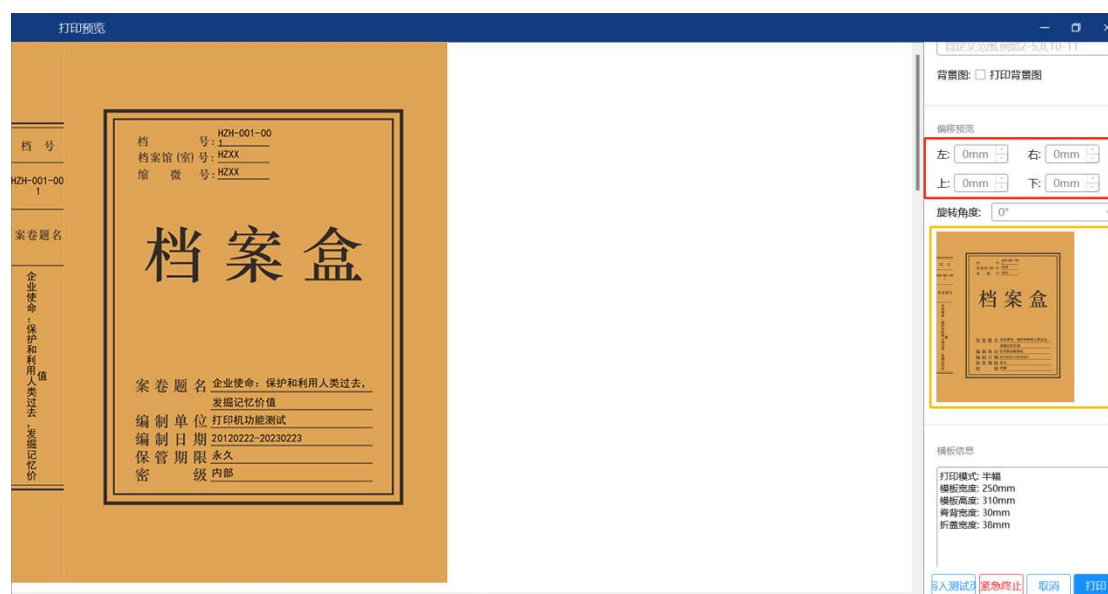 打印预览
档 号
HZH-001-00
1
案卷题名
企业使命:保护和利用人类过去,发掘记忆价
值
档 号:
HZH-001-00
1
档案馆(室)号:HZXX
缩 微 号:HZXX
档案盒
案卷题名 企业使命:保护和利用人类过去,
发掘记忆价值
编制单位 打印机功能测试
编制日期 20120222-20230223
保管期限 永久
密 级 内部
自定义范围,例如2-5,8,10-11
背景图: 打印背景图
偏移预览
左: 0mm 右: 0mm
上: 0mm 下: 0mm
旋转角度: 0°
档案盒
模板信息
打印模式: 半幅
模板宽度: 250mm
模板高度: 310mm
脊背宽度: 30mm
折盖宽度: 38mm
入测试页 紧急终止 取消 打印